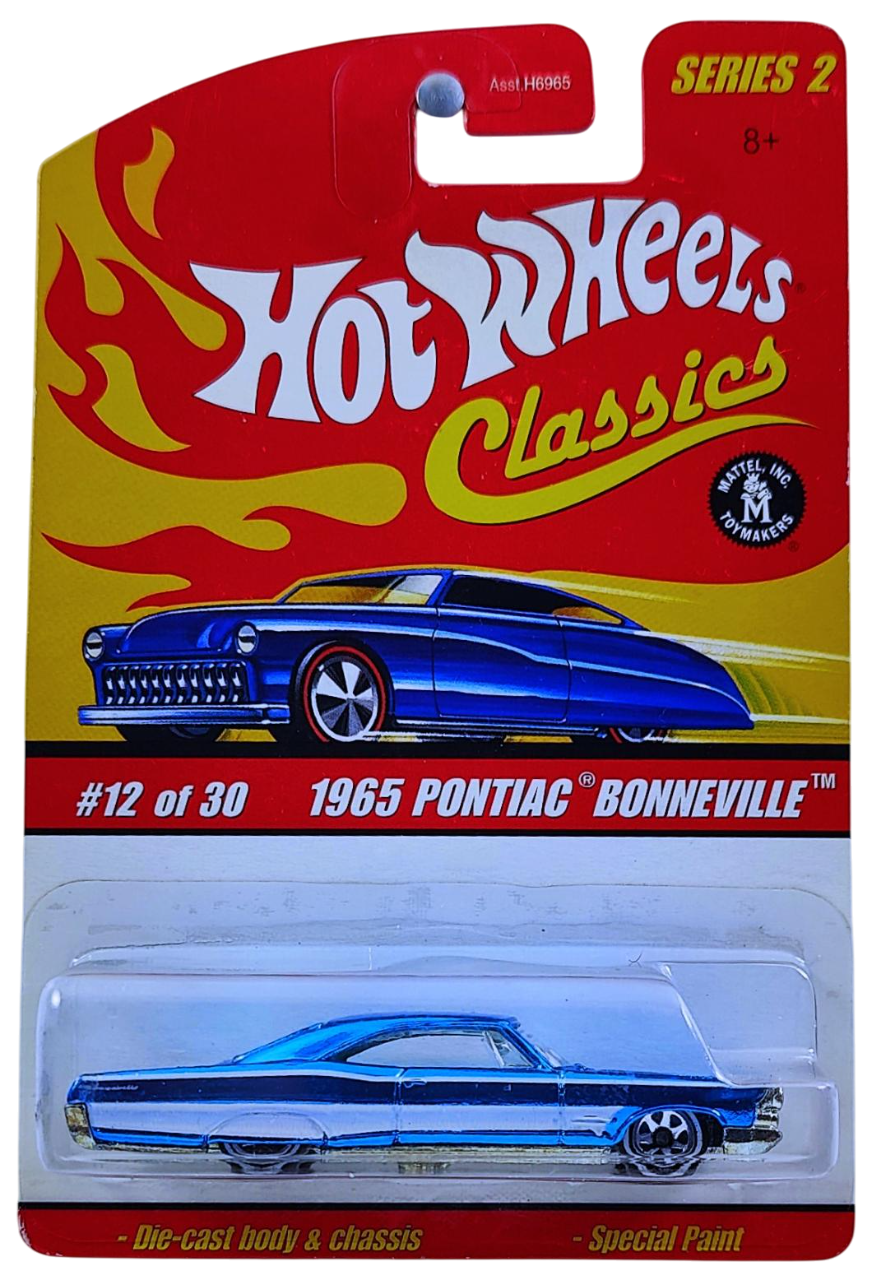 Asst.H6965
SERIES 2
8+
Hot Wheels®
Classics
MATTEL, INC.
M
TOYMAKERS
®
#12 of 30 1965 PONTIAC® BONNEVILLE™
- Die-cast body & chassis - Special Paint